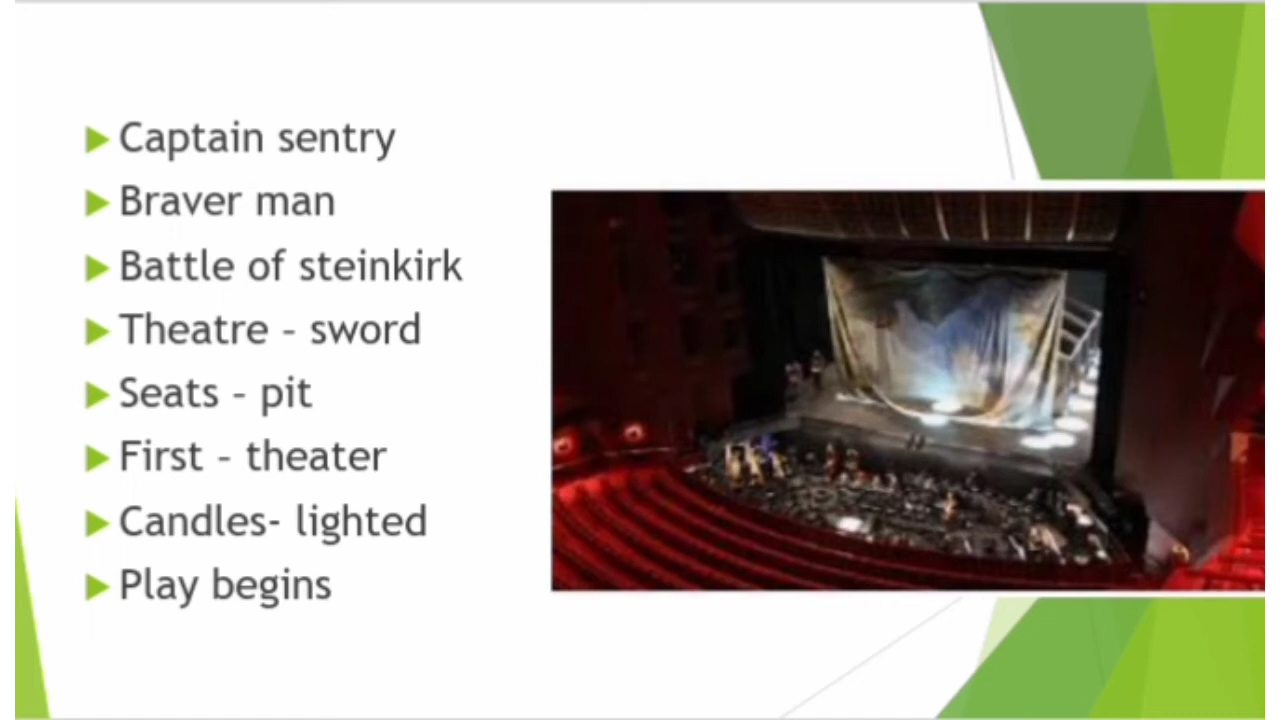 Captain sentry
Braver man
Battle of steinkirk
Theatre – sword
Seats – pit
First – theater
Candles- lighted
Play begins